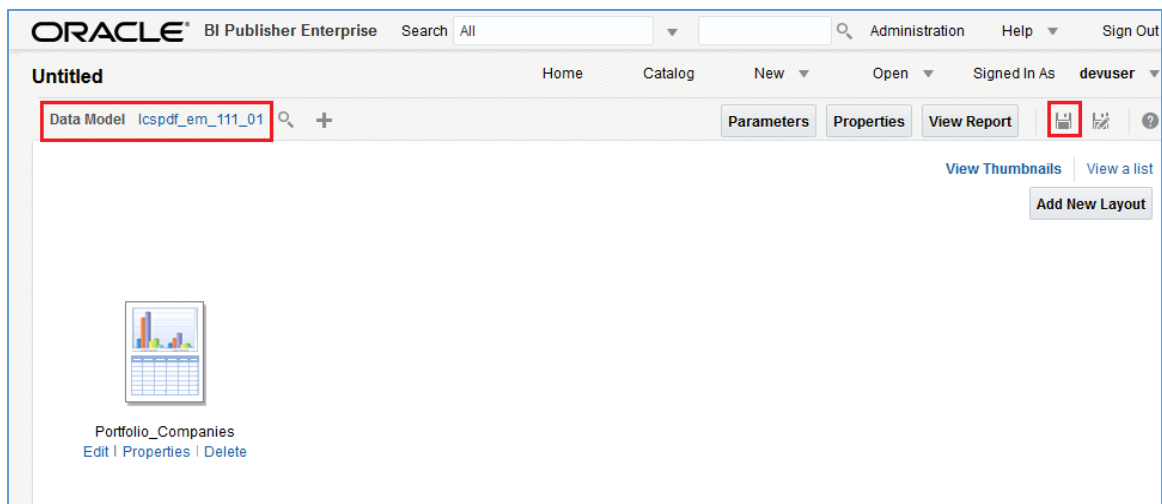 ORACLE® BI Publisher Enterprise Search All Administration Help Sign Out
Untitled Home Catalog New Open Signed In As devuser
Data Model lcspdf_em_111_01 Parameters Properties View Report
View Thumbnails View a list
Add New Layout
Portfolio_Companies
Edit | Properties | Delete